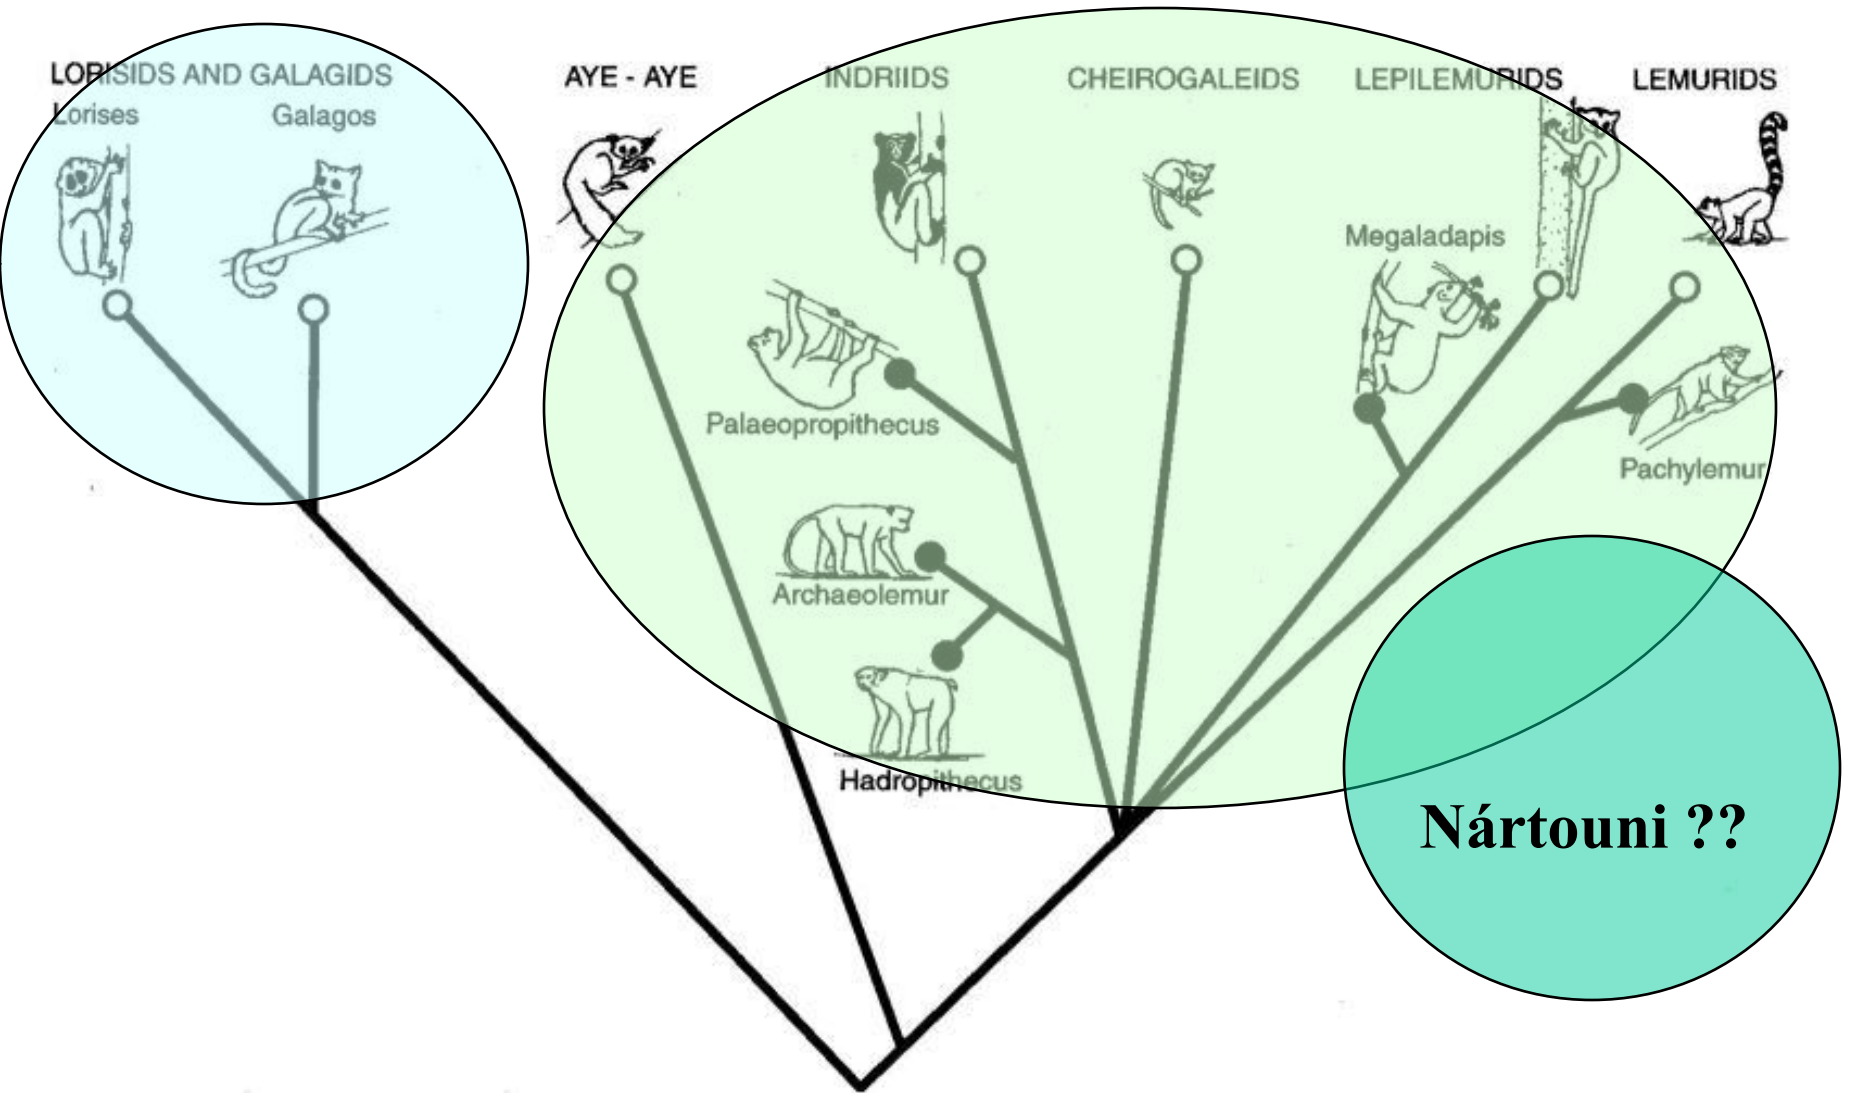 LORISIDS AND GALAGIDS
Lorises
Galagos
AYE - AYE
INDRIIDS
CHEIROGALEIDS
LEPILEMURIDS
LEMURIDS
Megaladapis
Palaeopropithecus
Pachylemur
Archaeolemur
Hadropithecus
Nártouni ??